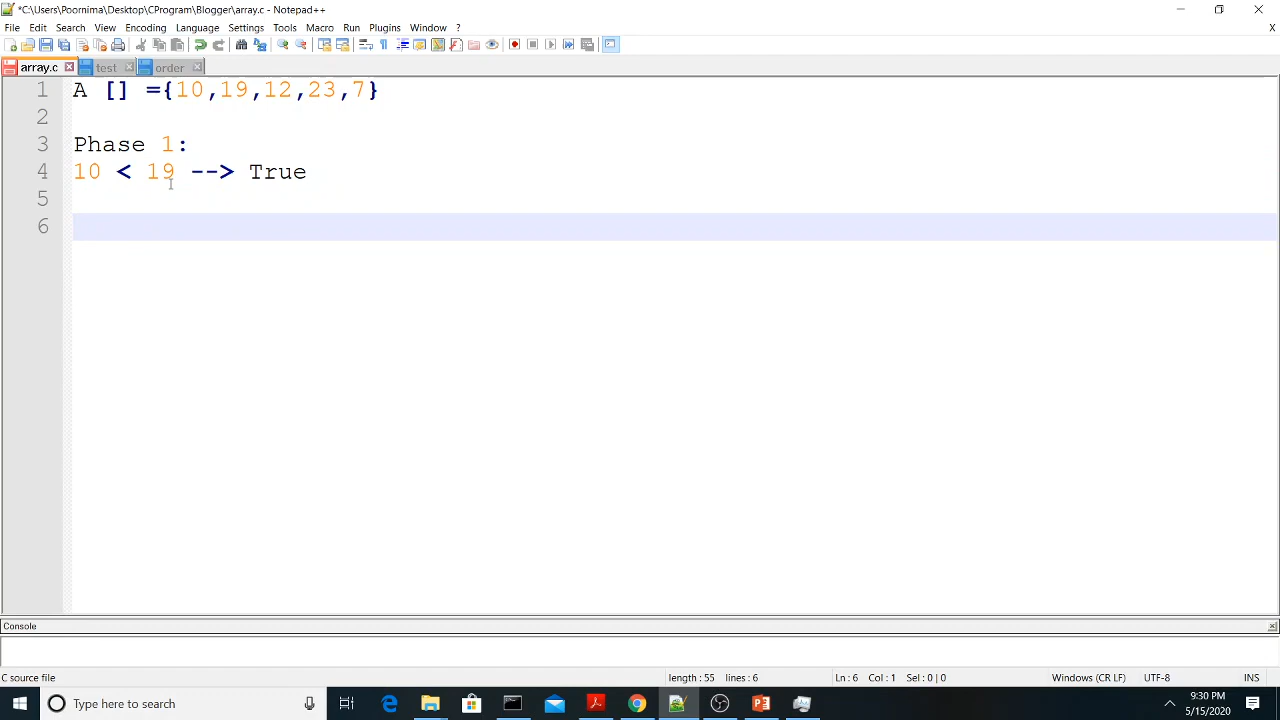 *C:\Users\Poornima\Desktop\CProgram\Blogger\array.c - Notepad++
File Edit Search View Encoding Language Settings Tools Macro Run Plugins Window ? X
array.c test order
1 A [] ={10,19,12,23,7}
2
3 Phase 1:
4 10 < 19 --> True
5
6
Console
C source file length : 55 lines : 6 Ln : 6 Col : 1 Sel : 0 | 0 Windows (CR LF) UTF-8 INS
Type here to search
9:30 PM
5/15/2020